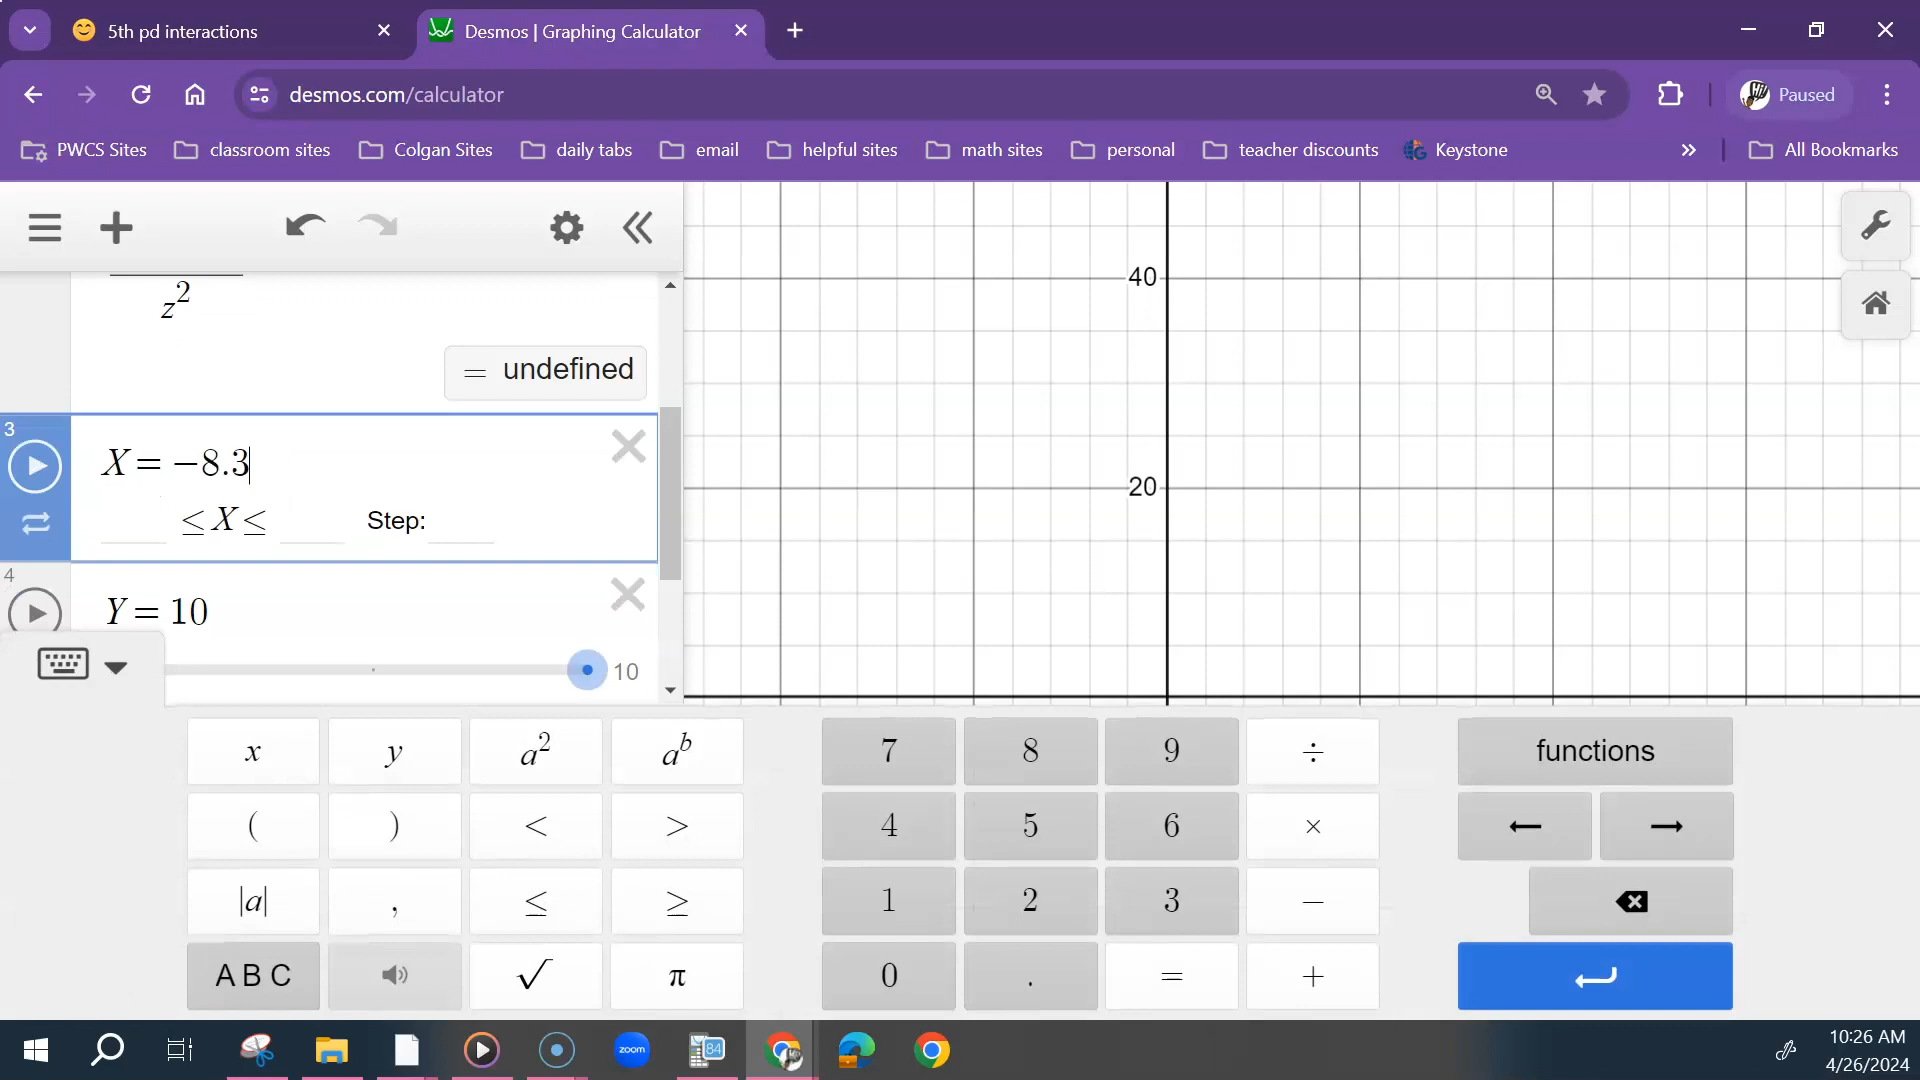 5th pd interactions
Desmos | Graphing Calculator
desmos.com/calculator
Paused
PWCS Sites
classroom sites
Colgan Sites
daily tabs
email
helpful sites
math sites
personal
teacher discounts
Keystone
»
All Bookmarks
z²
= undefined
40
20
3
X = −8.3
≤ X ≤ Step:
4
Y = 10
10
x y a² a^b 7 8 9 ÷ functions
( ) < > 4 5 6 × ← →
|a| , ≤ ≥ 1 2 3 −
A B C √ π 0 . = +
zoom
84
10:26 AM
4/26/2024